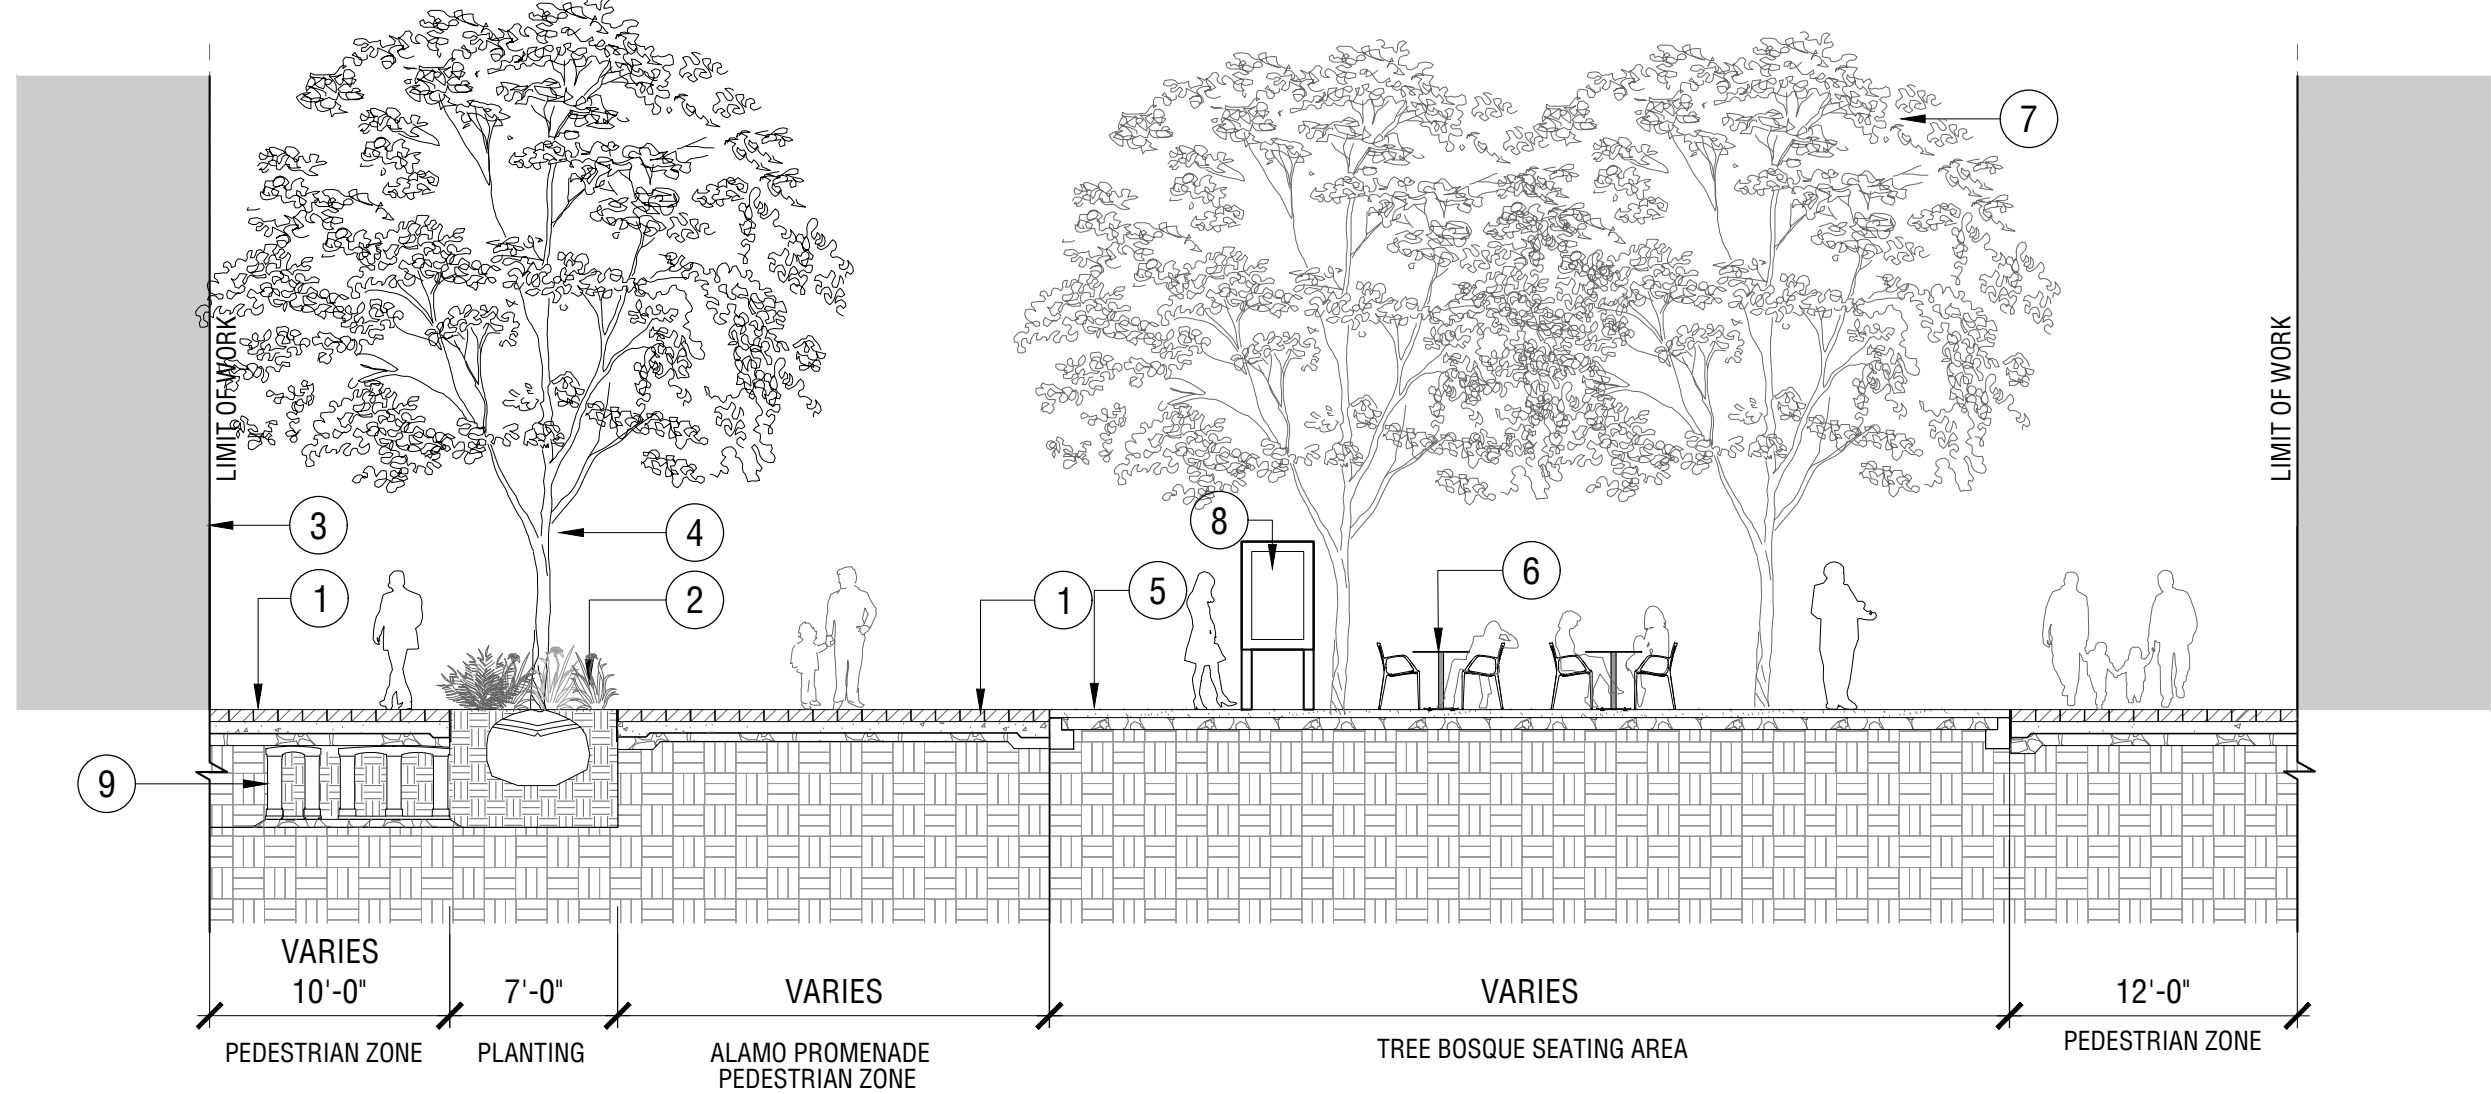 7
LIMIT OF WORK
LIMIT OF WORK
3
4
8
1
2
1
5
6
9
VARIES
10'-0"
7'-0"
VARIES
VARIES
12'-0"
PEDESTRIAN ZONE
PLANTING
ALAMO PROMENADE
PEDESTRIAN ZONE
TREE BOSQUE SEATING AREA
PEDESTRIAN ZONE